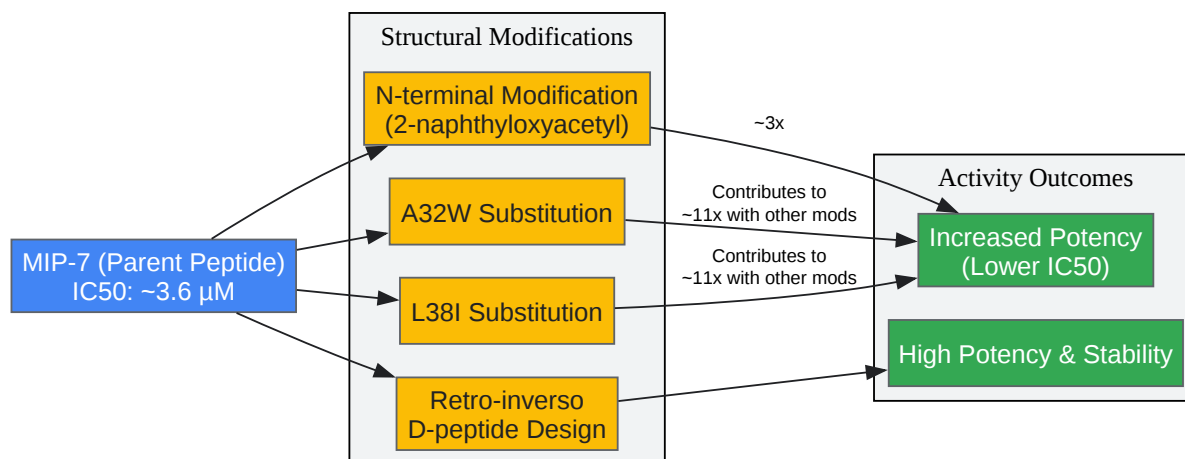 Structural Modifications
N-terminal Modification
(2-naphthyloxyacetyl)
~3x
Activity Outcomes
A32W Substitution
Contributes to
~11x with other mods
Increased Potency
(Lower IC50)
MIP-7 (Parent Peptide)
IC50: ~3.6 µM
Contributes to
~11x with other mods
L38I Substitution
High Potency & Stability
Retro-inverso
D-peptide Design